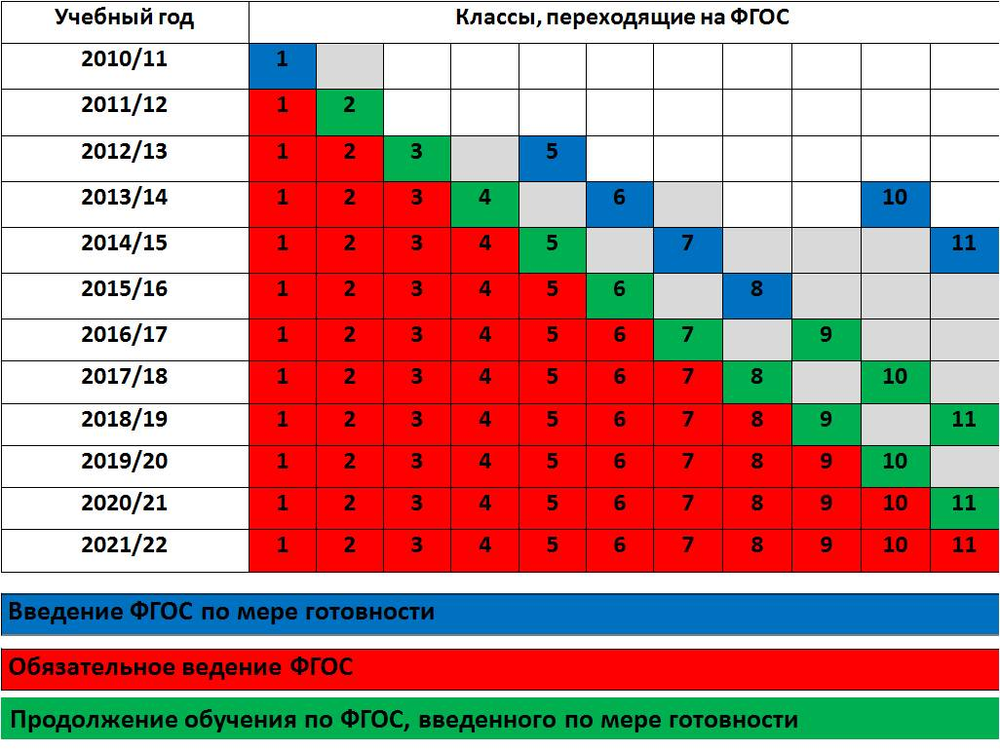 Учебный год Классы, переходящие на ФГОС
2010/11 1
2011/12 1 2
2012/13 1 2 3 5
2013/14 1 2 3 4 6 10
2014/15 1 2 3 4 5 7 11
2015/16 1 2 3 4 5 6 8
2016/17 1 2 3 4 5 6 7 9
2017/18 1 2 3 4 5 6 7 8 10
2018/19 1 2 3 4 5 6 7 8 9 11
2019/20 1 2 3 4 5 6 7 8 9 10
2020/21 1 2 3 4 5 6 7 8 9 10 11
2021/22 1 2 3 4 5 6 7 8 9 10 11
Введение ФГОС по мере готовности
Обязательное ведение ФГОС
Продолжение обучения по ФГОС, введенного по мере готовности